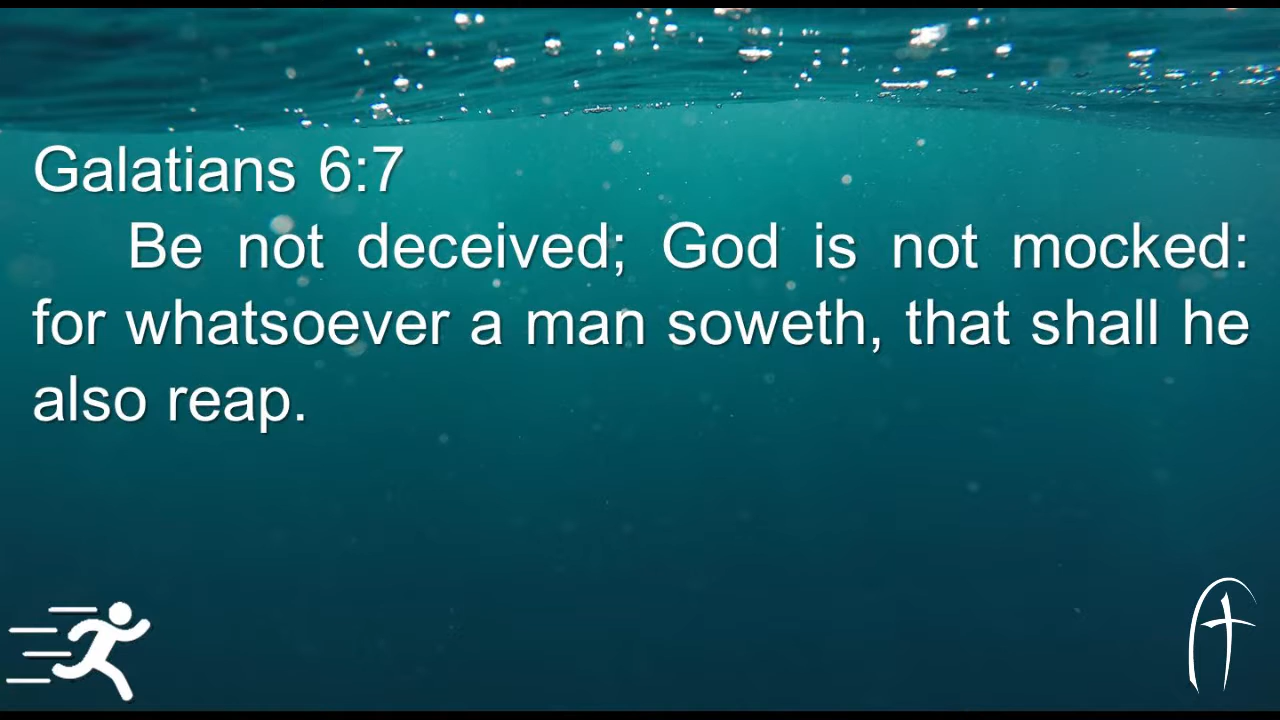 Galatians 6:7
Be not deceived; God is not mocked:
for whatsoever a man soweth, that shall he
also reap.